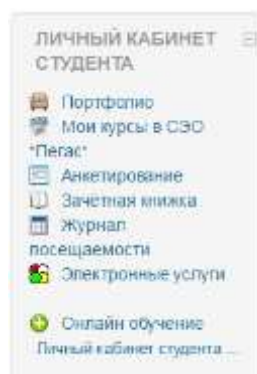 ЛИЧНЫЙ КАБИНЕТ
СТУДЕНТА
Портфолио
Мои курсы в СЭО
"Пегас"
Анкетирование
Зачетная книжка
Журнал
посещаемости
Электронные услуги
Онлайн обучение
Личный кабинет студента ...